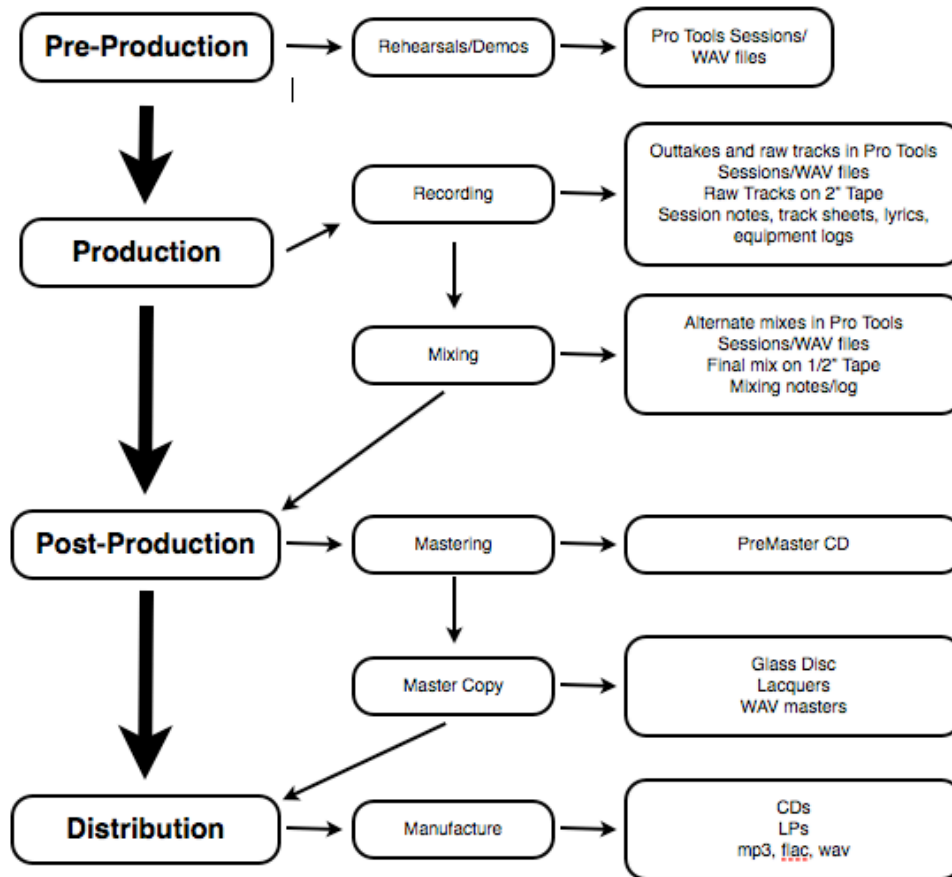 Pre-Production
Rehearsals/Demos
Pro Tools Sessions/
WAV files
Production
Recording
Outtakes and raw tracks in Pro Tools
Sessions/WAV files
Raw Tracks on 2" Tape
Session notes, track sheets, lyrics,
equipment logs
Mixing
Alternate mixes in Pro Tools
Sessions/WAV files
Final mix on 1/2" Tape
Mixing notes/log
Post-Production
Mastering
PreMaster CD
Master Copy
Glass Disc
Lacquers
WAV masters
Distribution
Manufacture
CDs
LPs
mp3, flac, wav